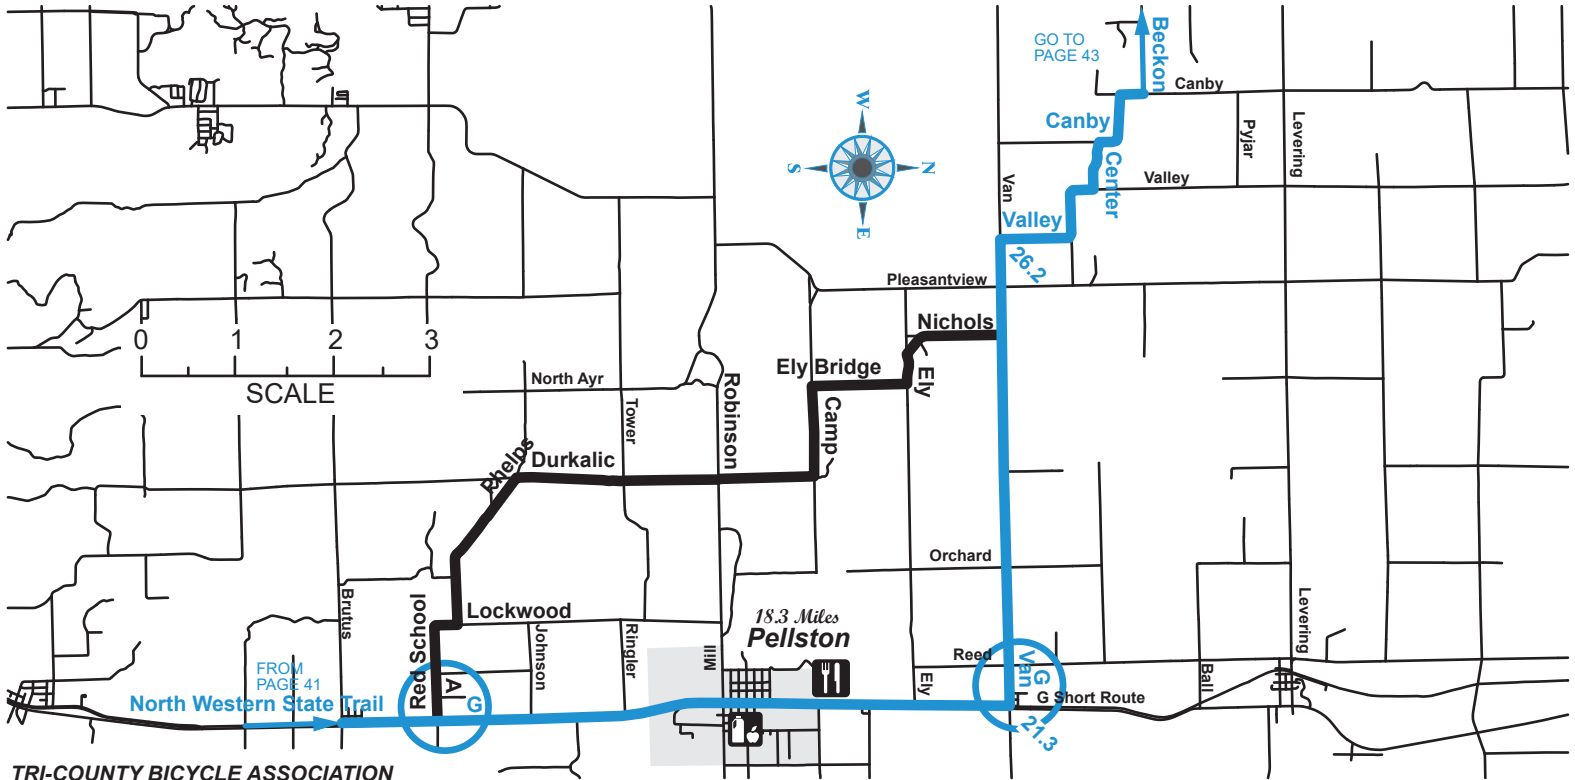 GO TO
PAGE 43
Beckon
Canby
Canby
Pyjar
Levering
Center
Valley
Van
Valley
W
S
N
E
26.2
Pleasantview
Nichols
0 1 2 3
SCALE
Ely Bridge
Ely
North Ayr
Tower
Robinson
Camp
Phelps
Durkalic
Orchard
Brutus
Red School
Lockwood
Johnson
Ringler
Mill
18.3 Miles
Pellston
Reed
Ely
Van
G
Ball
Levering
FROM
PAGE 41
North Western State Trail
A
G
G Short Route
21.3
TRI-COUNTY BICYCLE ASSOCIATION